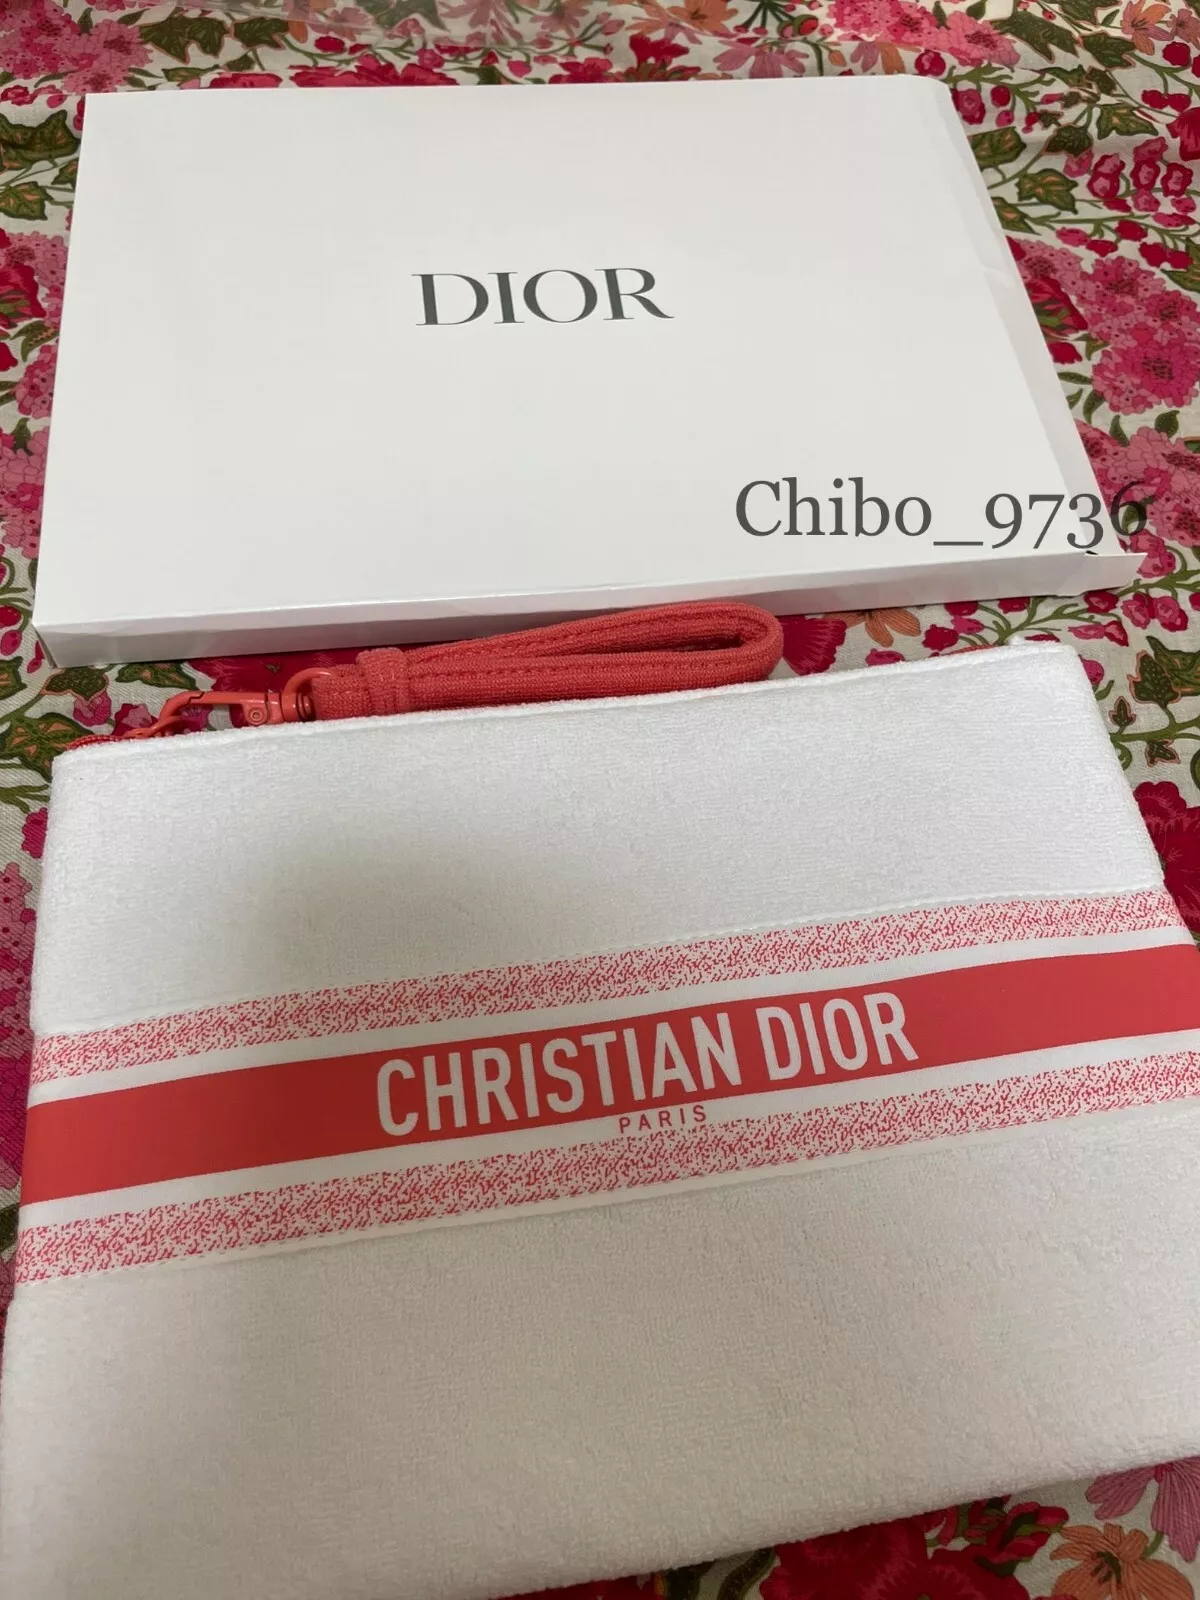 DIOR
Chibo_9736
CHRISTIAN DIOR
PARIS